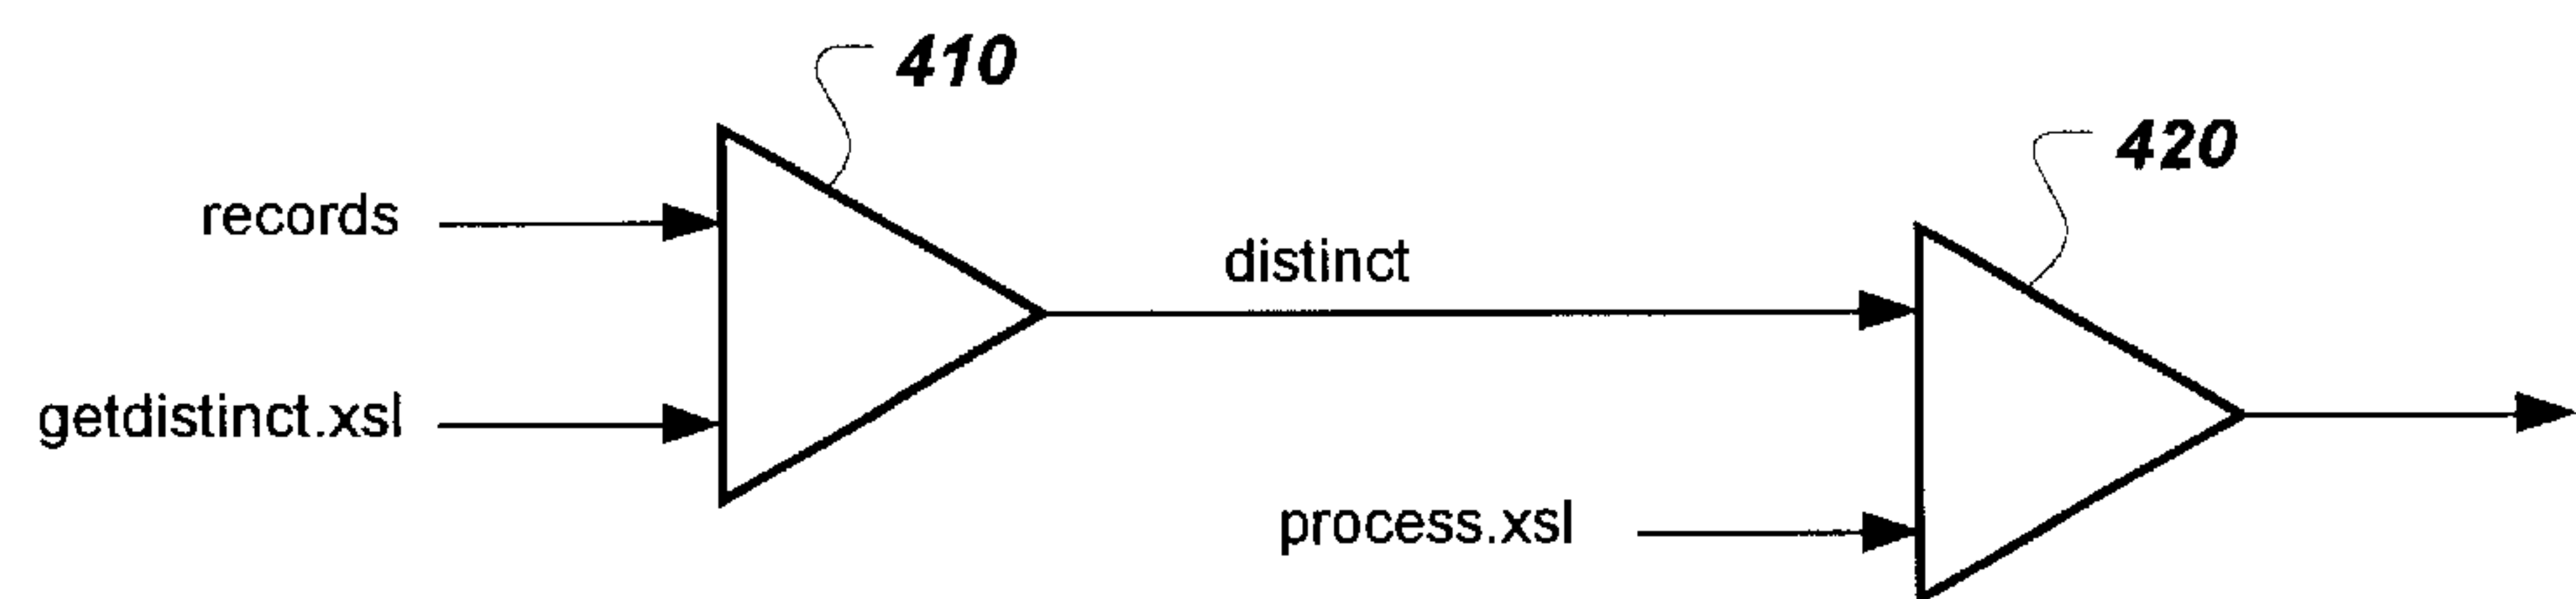 410
420
records
distinct
getdistinct.xsl
process.xsl